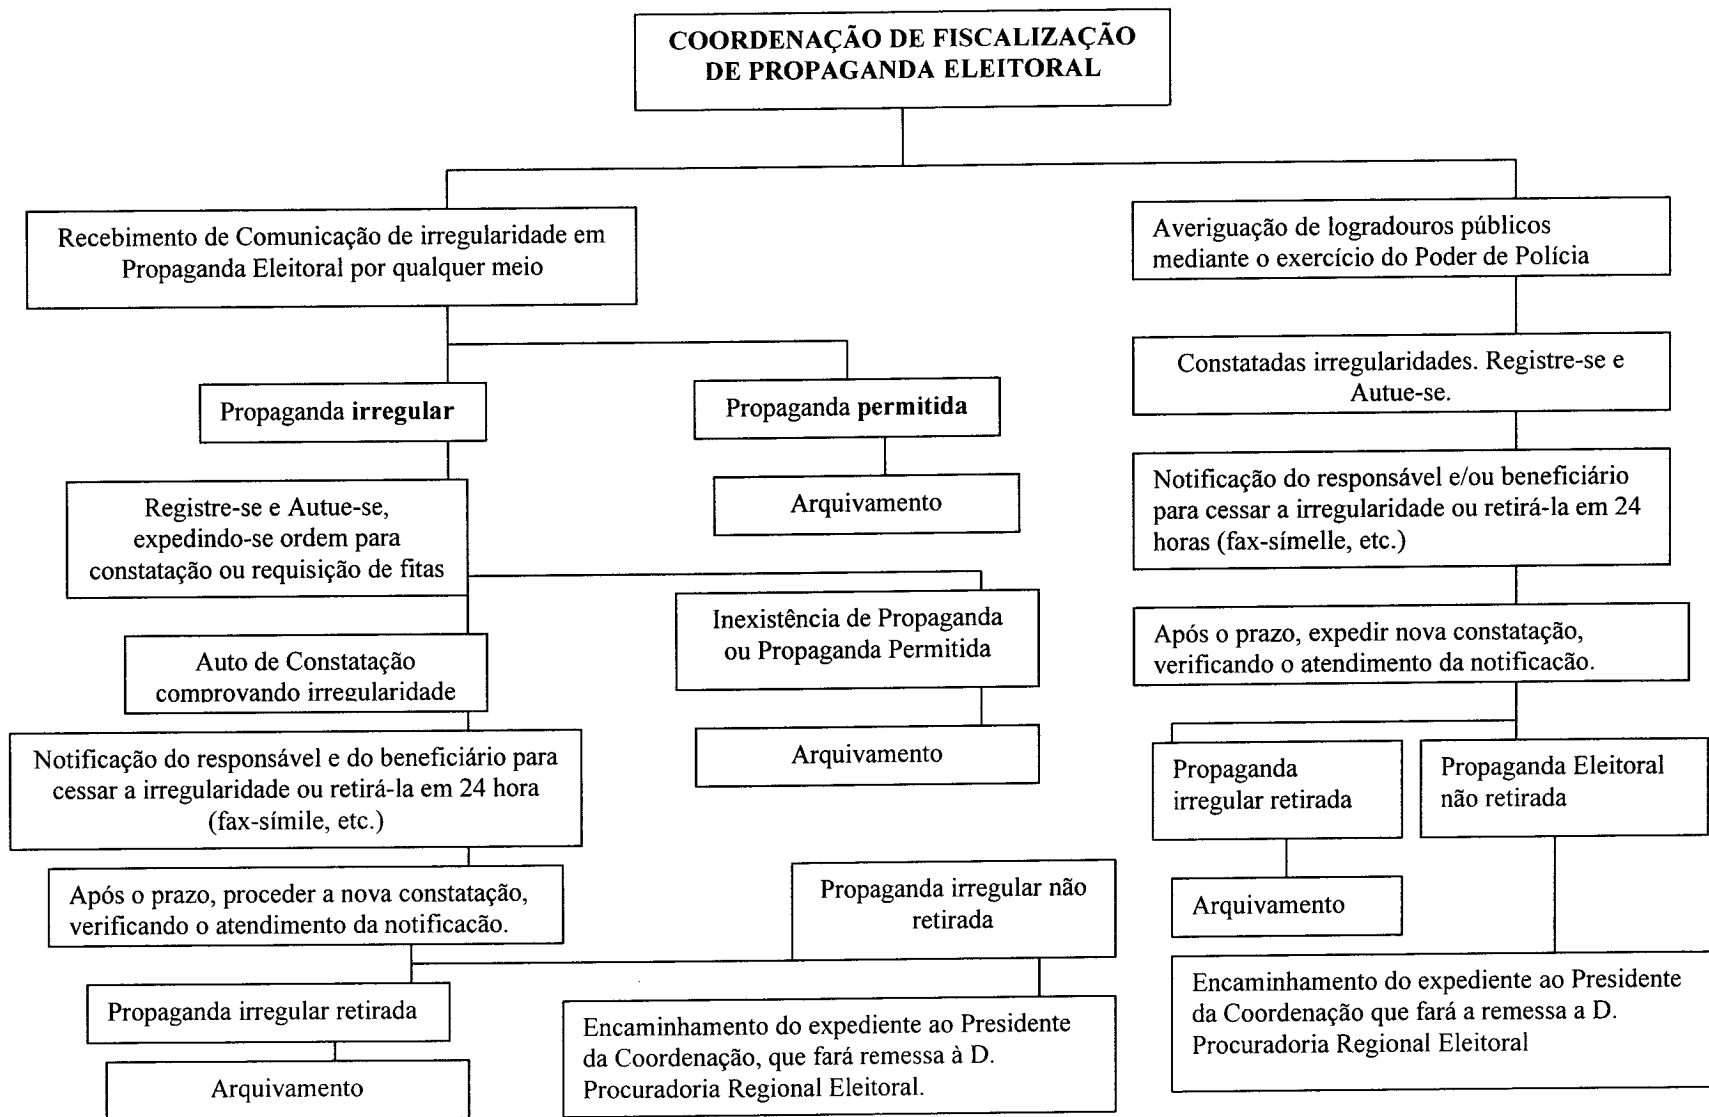 COORDENAÇÃO DE FISCALIZAÇÃO
DE PROPAGANDA ELEITORAL
Recebimento de Comunicação de irregularidade em
Propaganda Eleitoral por qualquer meio
Propaganda irregular
Propaganda permitida
Arquivamento
Registre-se e Autue-se,
expedindo-se ordem para
constatação ou requisição de fitas
Inexistência de Propaganda
ou Propaganda Permitida
Arquivamento
Auto de Constatação
comprovando irregularidade
Notificação do responsável e do beneficiário para
cessar a irregularidade ou retirá-la em 24 hora
(fax-símile, etc.)
Após o prazo, proceder a nova constatação,
verificando o atendimento da notificacão.
Propaganda irregular não
retirada
Propaganda irregular retirada
Arquivamento
Encaminhamento do expediente ao Presidente
da Coordenação, que fará remessa à D.
Procuradoria Regional Eleitoral.
Averiguação de logradouros públicos
mediante o exercício do Poder de Polícia
Constatadas irregularidades. Registre-se e
Autue-se.
Notificação do responsável e/ou beneficiário
para cessar a irregularidade ou retirá-la em 24
horas (fax-símelle, etc.)
Após o prazo, expedir nova constatação,
verificando o atendimento da notificação.
Propaganda
irregular retirada
Propaganda Eleitoral
não retirada
Arquivamento
Encaminhamento do expediente ao Presidente
da Coordenação que fará a remessa a D.
Procuradoria Regional Eleitoral